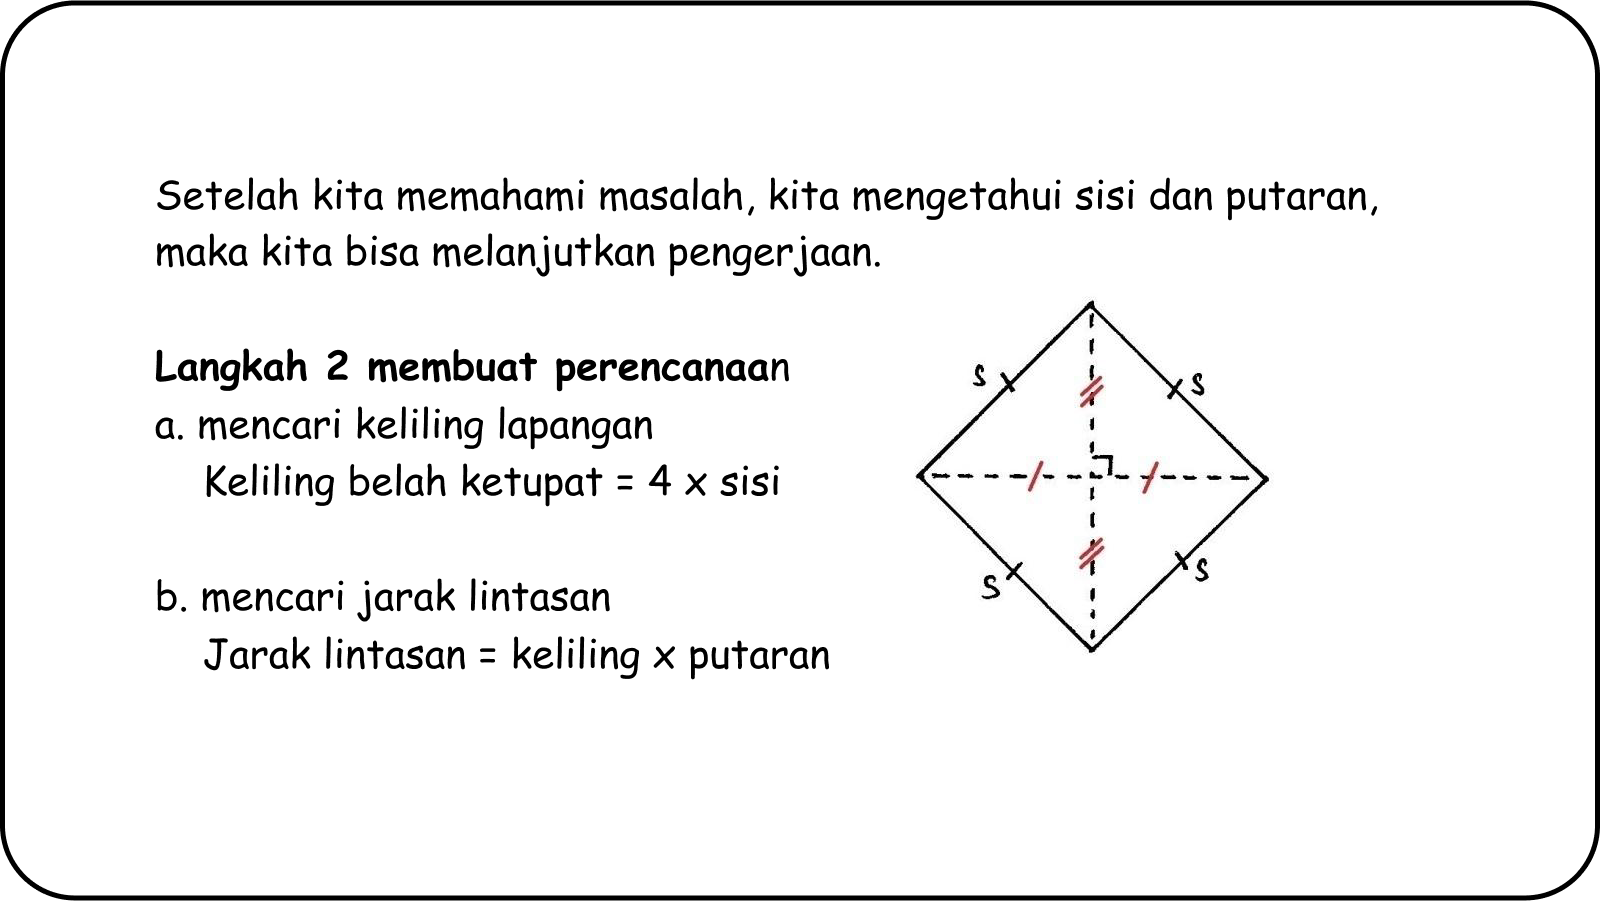 Setelah kita memahami masalah, kita mengetahui sisi dan putaran,
maka kita bisa melanjutkan pengerjaan.
Langkah 2 membuat perencanaan
a. mencari keliling lapangan
Keliling belah ketupat = 4 x sisi
b. mencari jarak lintasan
Jarak lintasan = keliling x putaran
s
s
s
s